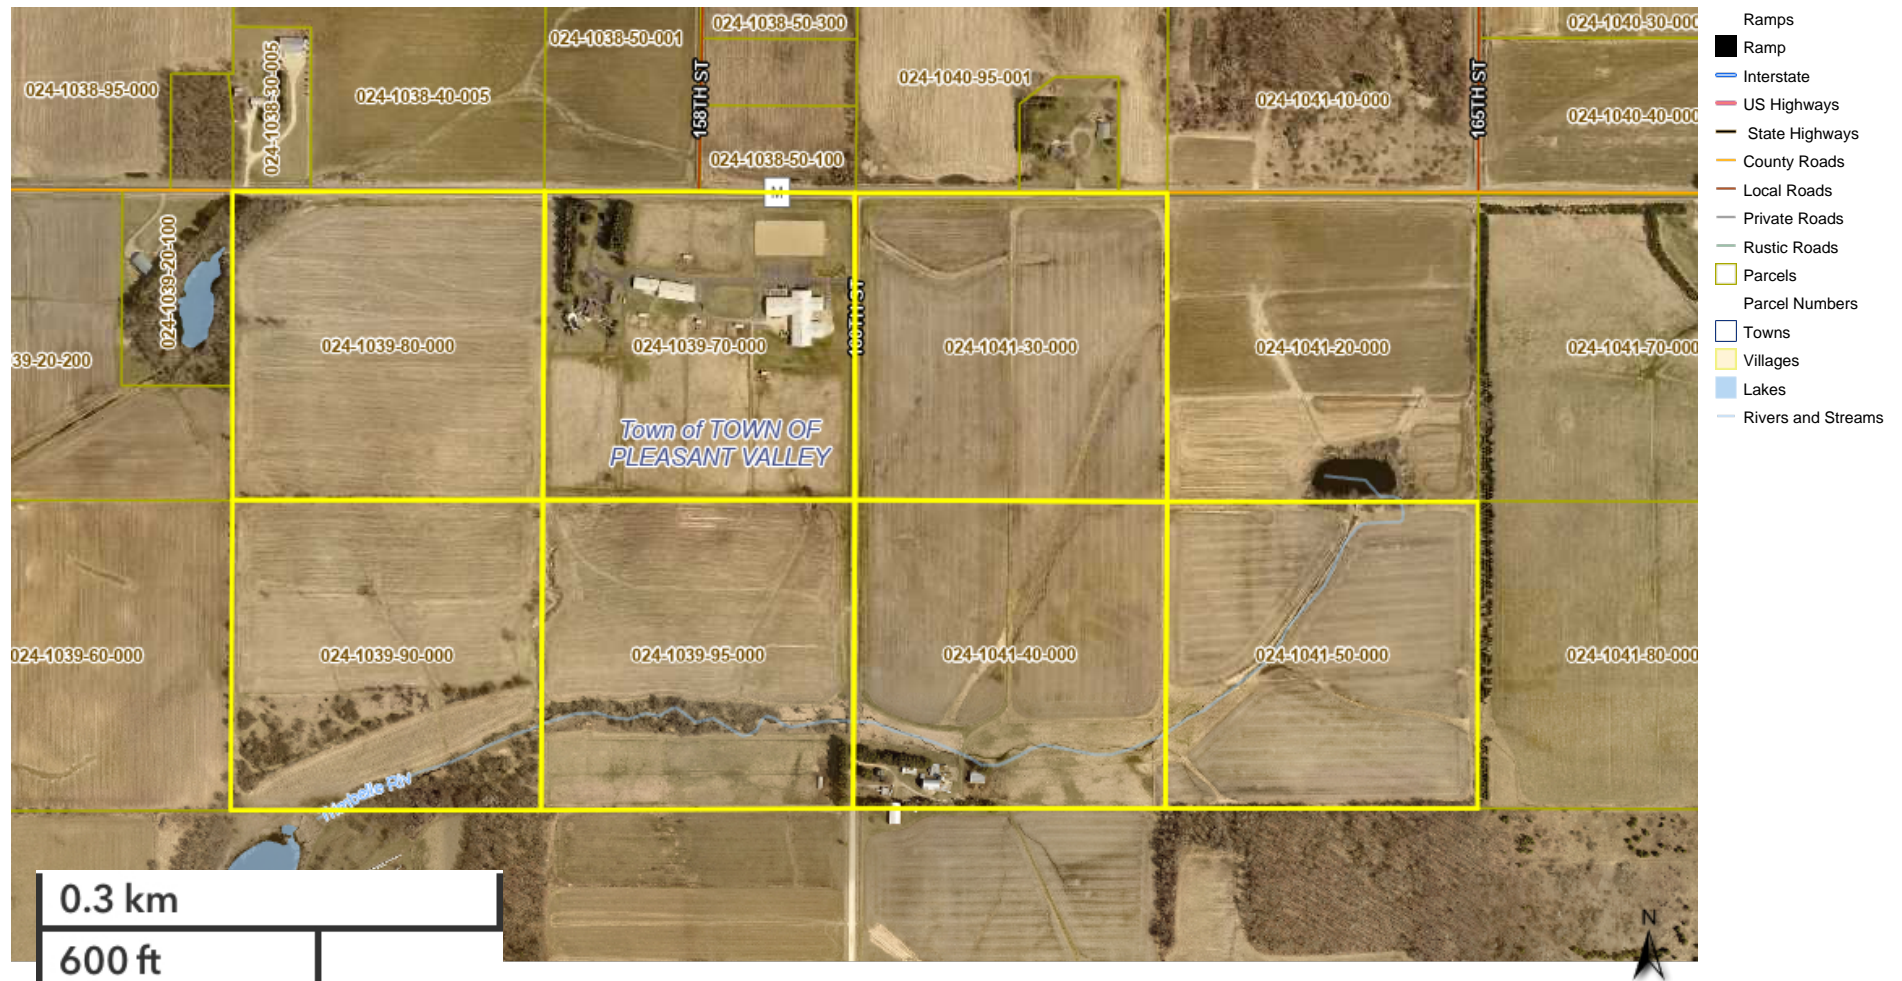 024-1038-50-300
024-1040-30-000
024-1038-50-001
024-1038-95-000
024-1038-30-005
024-1038-40-005
158TH ST
024-1040-95-001
024-1041-10-000
165TH ST
024-1040-40-000
024-1038-50-100
M
024-1039-20-100
39-20-200
024-1039-80-000
024-1039-70-000
024-1041-30-000
024-1041-20-000
024-1041-70-000
Town of TOWN OF
PLEASANT VALLEY
024-1039-60-000
024-1039-90-000
024-1039-95-000
024-1041-40-000
024-1041-50-000
024-1041-80-000
0.3 km
600 ft
N
Ramps
Ramp
Interstate
US Highways
State Highways
County Roads
Local Roads
Private Roads
Rustic Roads
Parcels
Parcel Numbers
Towns
Villages
Lakes
Rivers and Streams